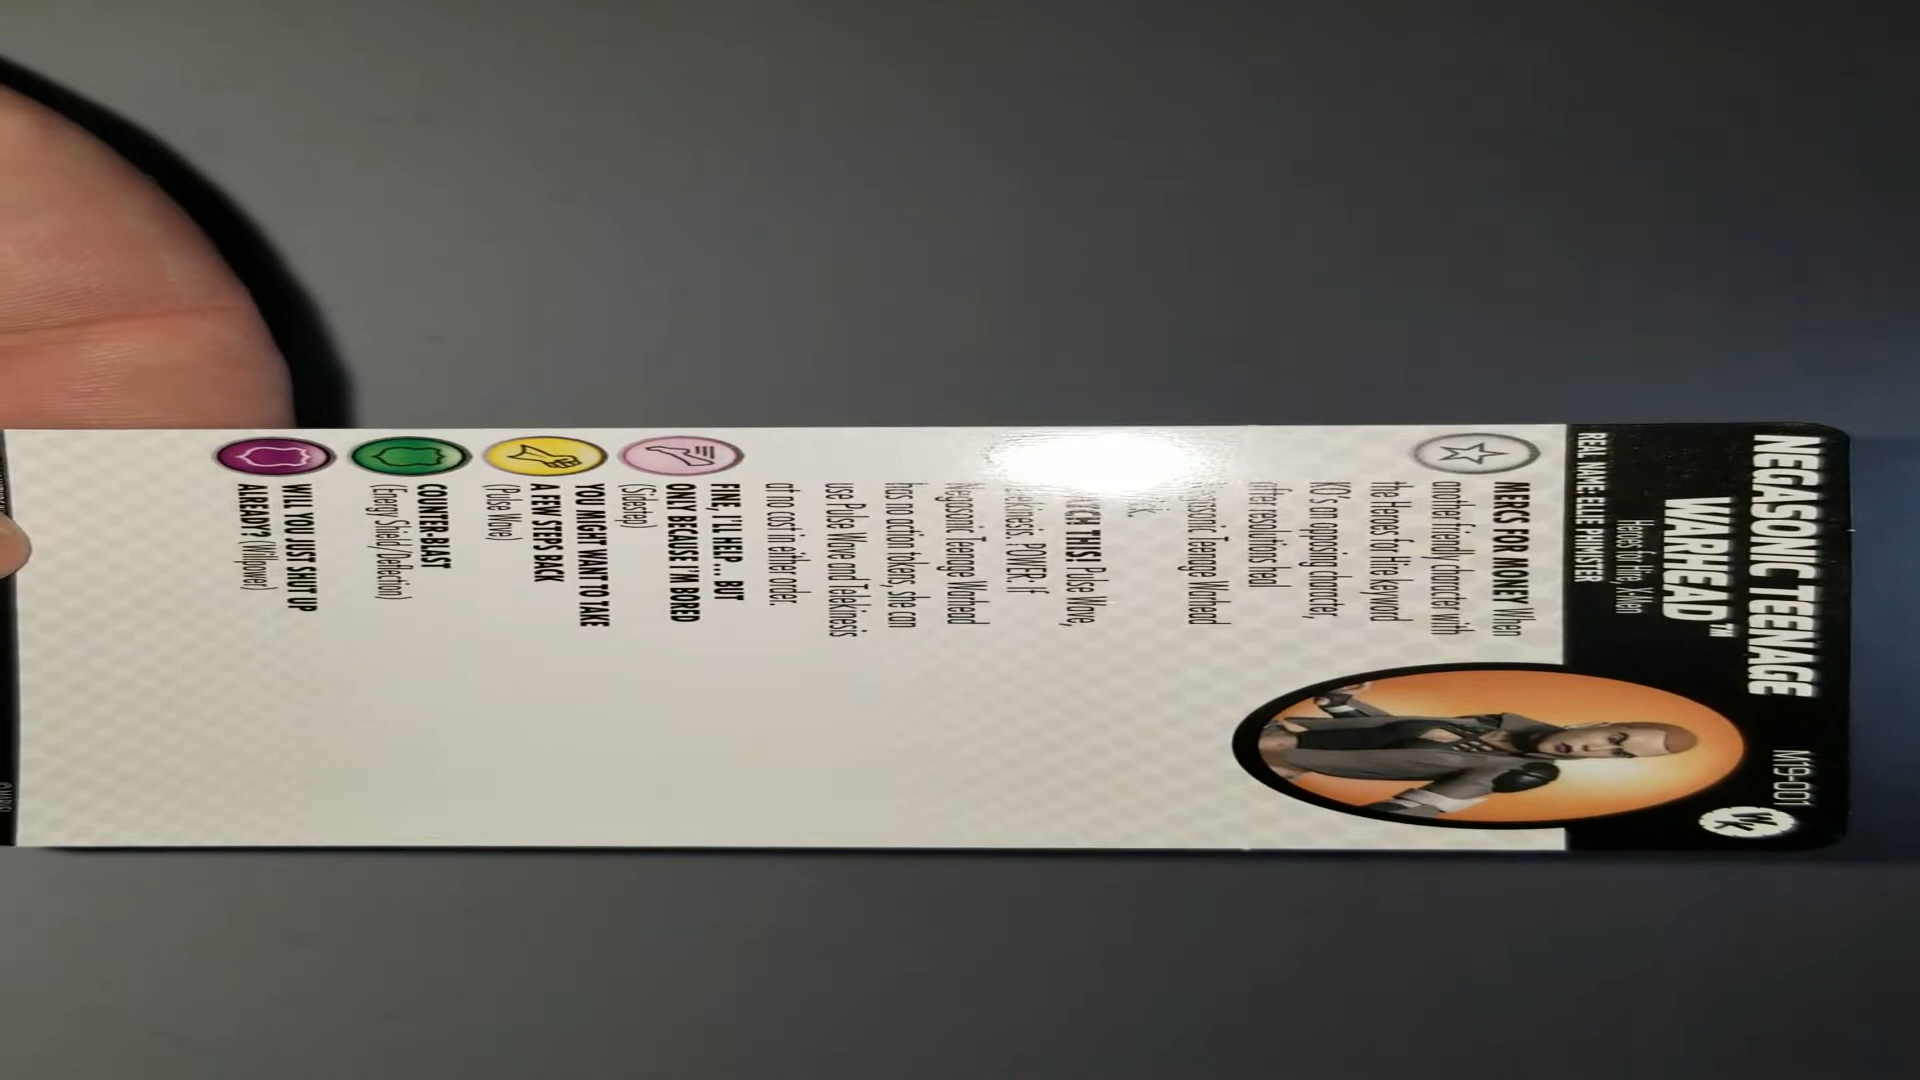 NEGASONIC TEENAGE
WARHEAD™
M19-001
Heroes for Hire, X-Men
REAL NAME: ELLIE PHIMISTER
MERCS FOR MONEY When
another friendly character with
the Heroes for Hire keyword
KO's an opposing character,
after resolutions heal
Teenage Warhead
THIS! Pulse Wave,
POWER: If
Negasonic Teenage Warhead
has no action tokens, she can
use Pulse Wave and Telekinesis
at no cost in either order.
FINE, I'LL HELP... BUT
ONLY BECAUSE I'M BORED
(Sidestep)
YOU MIGHT WANT TO TAKE
A FEW STEPS BACK
(Pulse Wave)
COUNTER-BLAST
(Energy Shield/Deflection)
WILL YOU JUST SHUT UP
ALREADY? (Willpower)